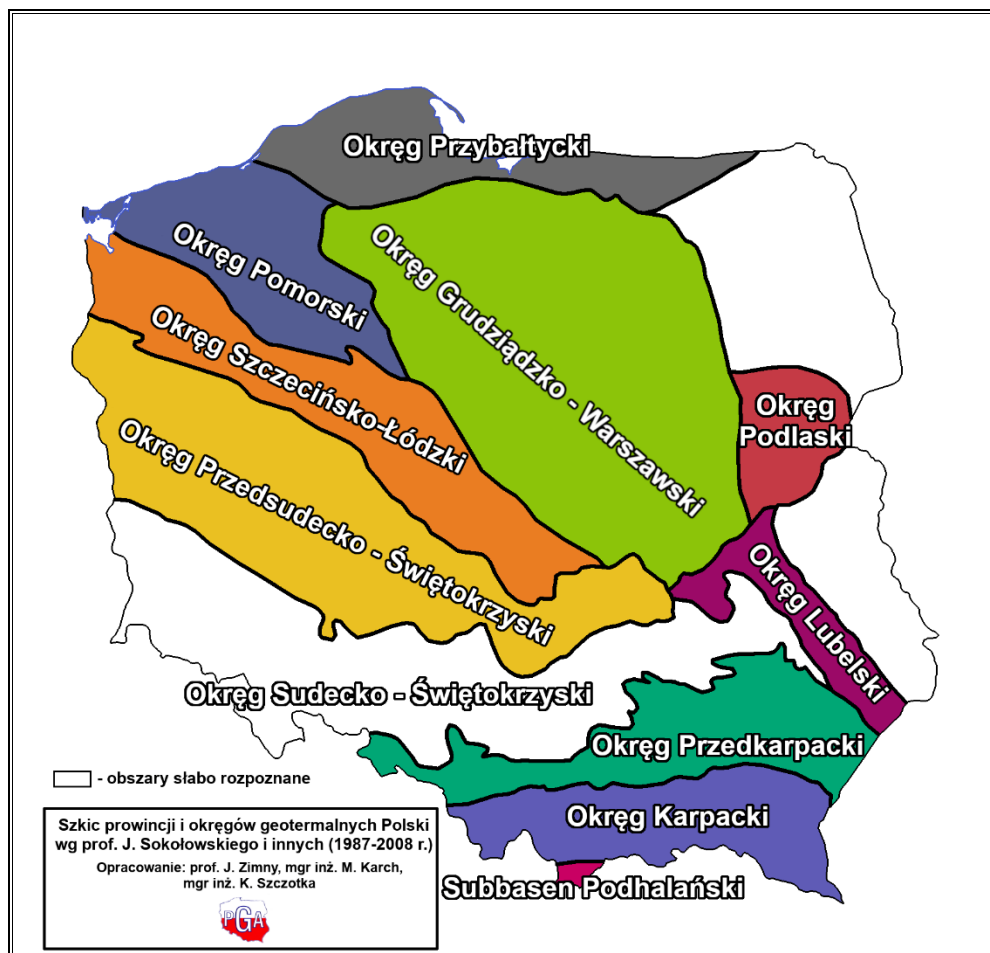 Okręg Przybałtycki
Okręg Pomorski
Okręg Grudziądzko - Warszawski
Okręg Szczecińsko-Łódzki
Okręg
Podlaski
Okręg Przedsudecko - Świętokrzyski
Okręg Lubelski
Okręg Sudecko - Świętokrzyski
Okręg Przedkarpacki
- obszary słabo rozpoznane
Okręg Karpacki
Subbasen Podhalański
Szkic prowincji i okręgów geotermalnych Polski
wg prof. J. Sokołowskiego i innych (1987-2008 r.)
Opracowanie: prof. J. Zimny, mgr inż. M. Karch,
mgr inż. K. Szczotka
PGA